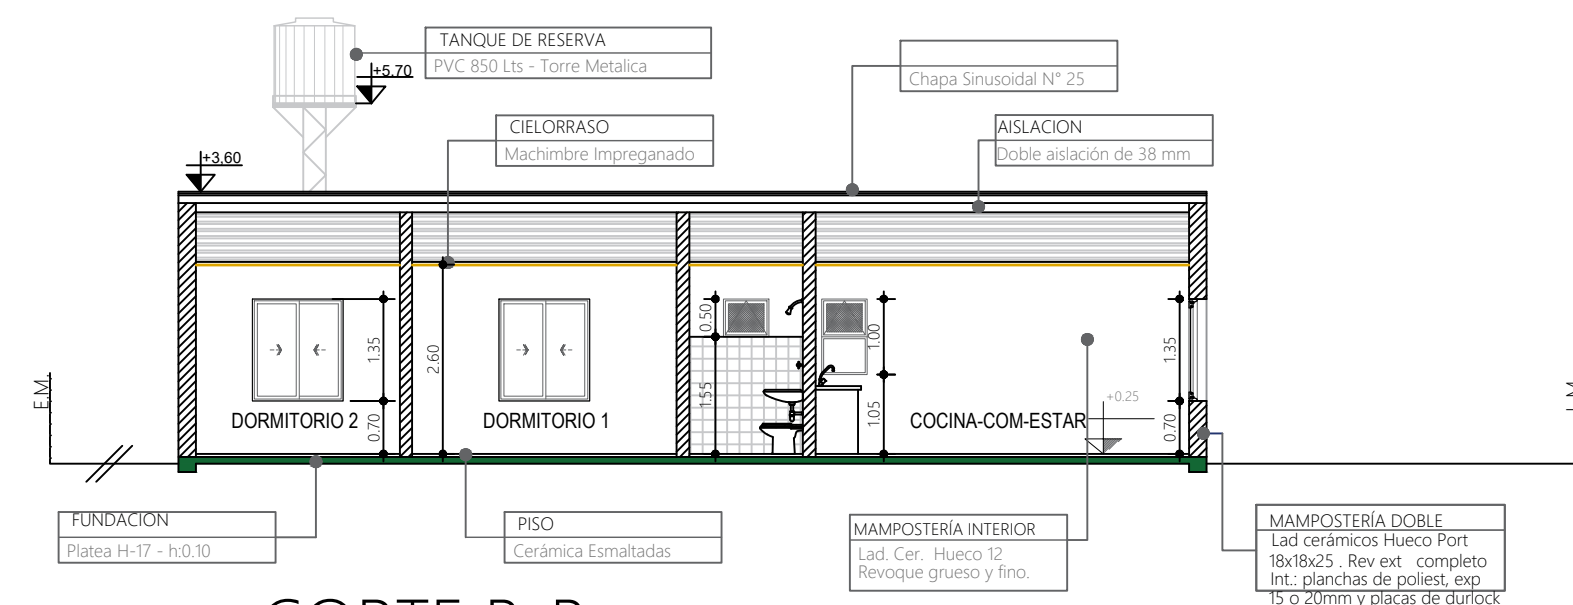 TANQUE DE RESERVA
PVC 850 Lts - Torre Metalica
+5.70
Chapa Sinusoidal N° 25
CIELORRASO
Machimbre Impreganado
AISLACION
Doble aislación de 38 mm
+3,60
E.M.
1.35
0.70
2.60
0.50
1.55
1.00
1.05
+0.25
1.35
0.70
DORMITORIO 2
DORMITORIO 1
COCINA-COM-ESTAR
FUNDACION
Platea H-17 - h:0.10
PISO
Cerámica Esmaltadas
MAMPOSTERÍA INTERIOR
Lad. Cer. Hueco 12
Revoque grueso y fino.
MAMPOSTERÍA DOBLE
Lad cerámicos Hueco Port
18x18x25 . Rev ext completo
Int.: planchas de poliest, exp
15 o 20mm y placas de durlock